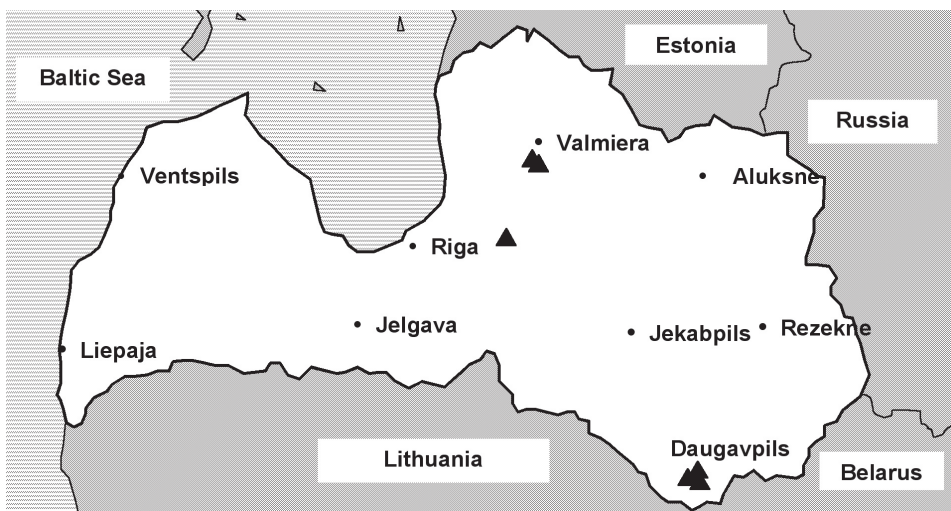 Estonia
Baltic Sea
Russia
Valmiera
Ventspils
Aluksne
Riga
Jelgava
Jekabpils
Rezekne
Liepaja
Daugavpils
Lithuania
Belarus